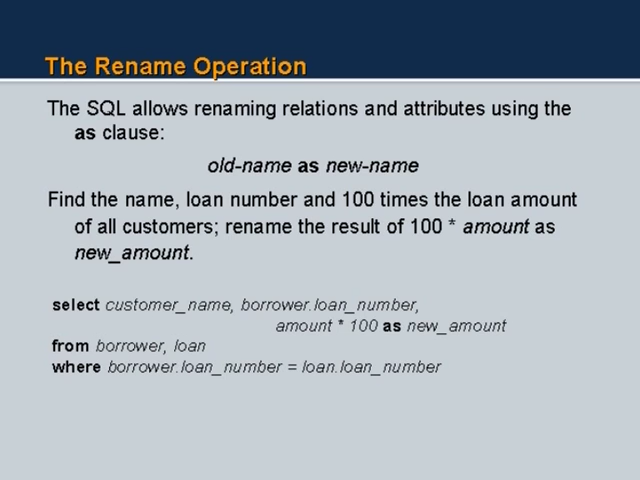 The Rename Operation
The SQL allows renaming relations and attributes using the
as clause:
old-name as new-name
Find the name, loan number and 100 times the loan amount
of all customers; rename the result of 100 * amount as
new_amount.
select customer_name, borrower.loan_number,
amount * 100 as new_amount
from borrower, loan
where borrower.loan_number = loan.loan_number